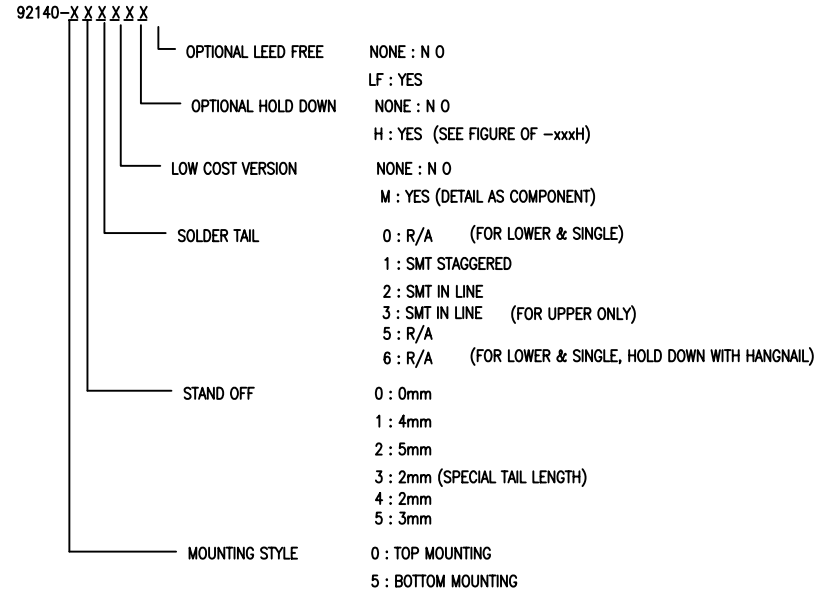 92140-X X X X X
OPTIONAL LEED FREE NONE : N O
LF : YES
OPTIONAL HOLD DOWN NONE : N O
H : YES (SEE FIGURE OF -xxxH)
LOW COST VERSION NONE : N O
M : YES (DETAIL AS COMPONENT)
SOLDER TAIL 0 : R/A (FOR LOWER & SINGLE)
1 : SMT STAGGERED
2 : SMT IN LINE
3 : SMT IN LINE (FOR UPPER ONLY)
5 : R/A
6 : R/A (FOR LOWER & SINGLE, HOLD DOWN WITH HANGNAIL)
STAND OFF 0 : 0mm
1 : 4mm
2 : 5mm
3 : 2mm (SPECIAL TAIL LENGTH)
4 : 2mm
5 : 3mm
MOUNTING STYLE 0 : TOP MOUNTING
5 : BOTTOM MOUNTING